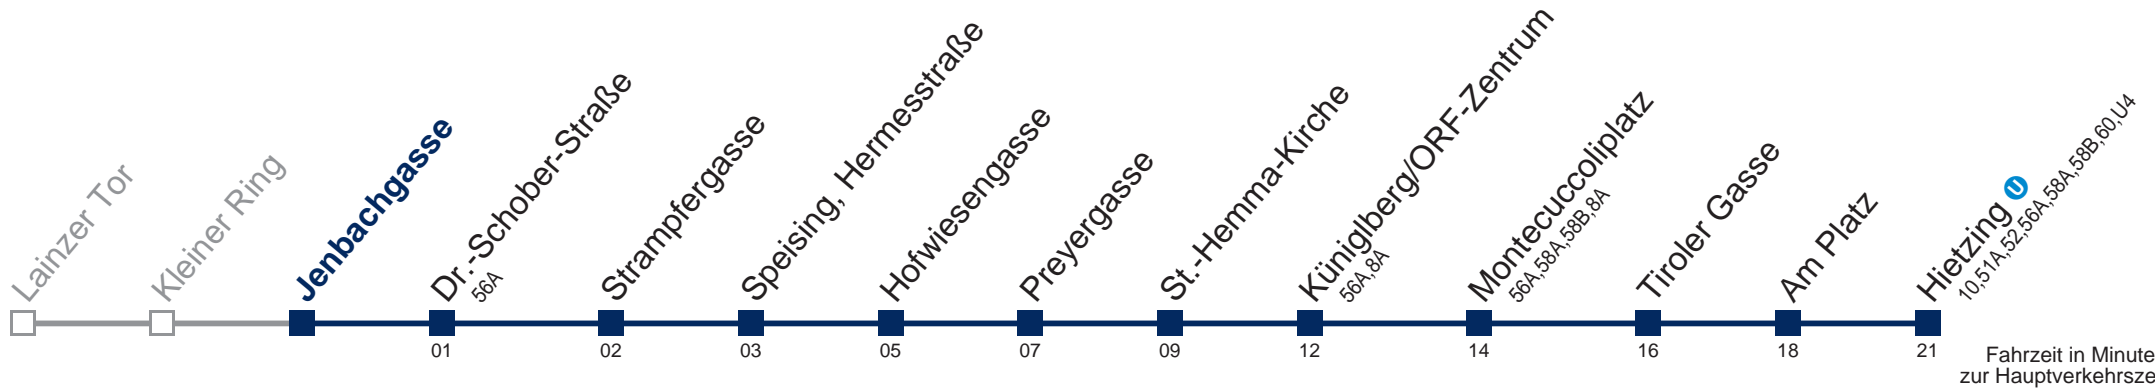 Lainzer Tor
Kleiner Ring
Jenbachgasse
Dr.-Schober-Straße
56A
Strampfergasse
Speising, Hermesstraße
Hofwiesengasse
Preyergasse
St.-Hemma-Kirche
Küniglberg/ORF-Zentrum
56A,8A
Montecuccoliplatz
56A,58A,58B,8A
Tiroler Gasse
Am Platz
Hietzing U
10,51A,52,56A,58A,58B,60,U4
01 02 03 05 07 09 12 14 16 18 21
Fahrzeit in Minute
zur Hauptverkehrsze